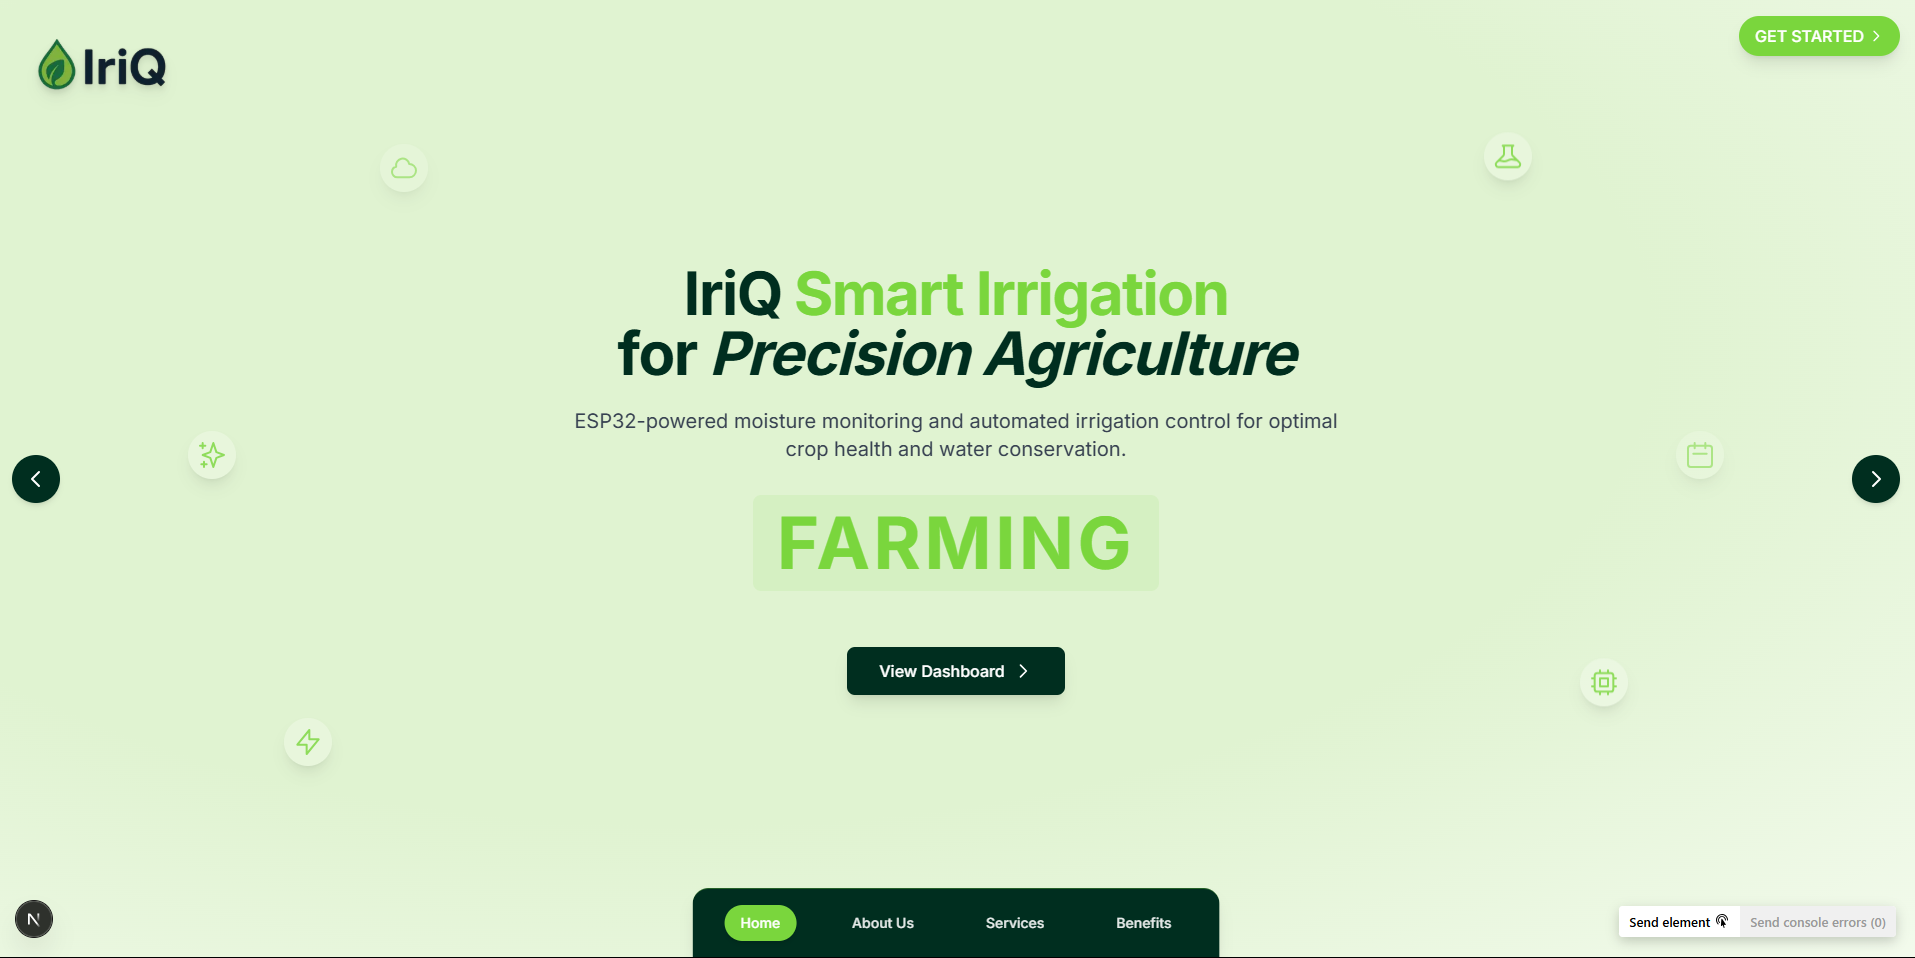 IriQ
GET STARTED
IriQ Smart Irrigation
for Precision Agriculture
ESP32-powered moisture monitoring and automated irrigation control for optimal
crop health and water conservation.
FARMING
View Dashboard
N
Home
About Us
Services
Benefits
Send element
Send console errors (0)